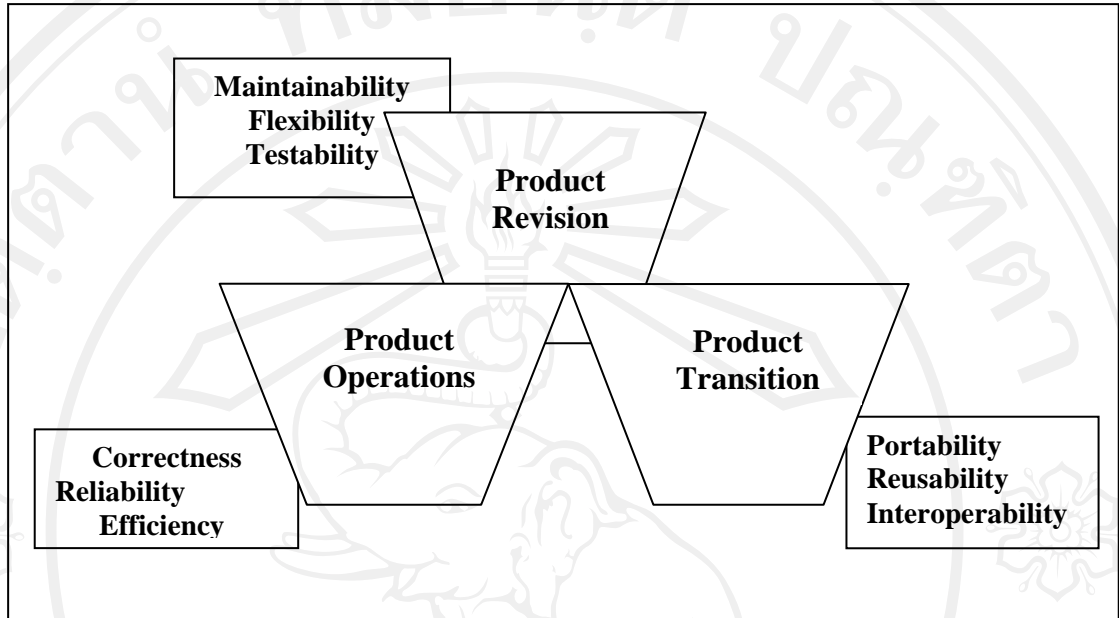 Maintainability
Flexibility
Testability
Product
Revision
Product
Operations
Product
Transition
Correctness
Reliability
Efficiency
Portability
Reusability
Interoperability